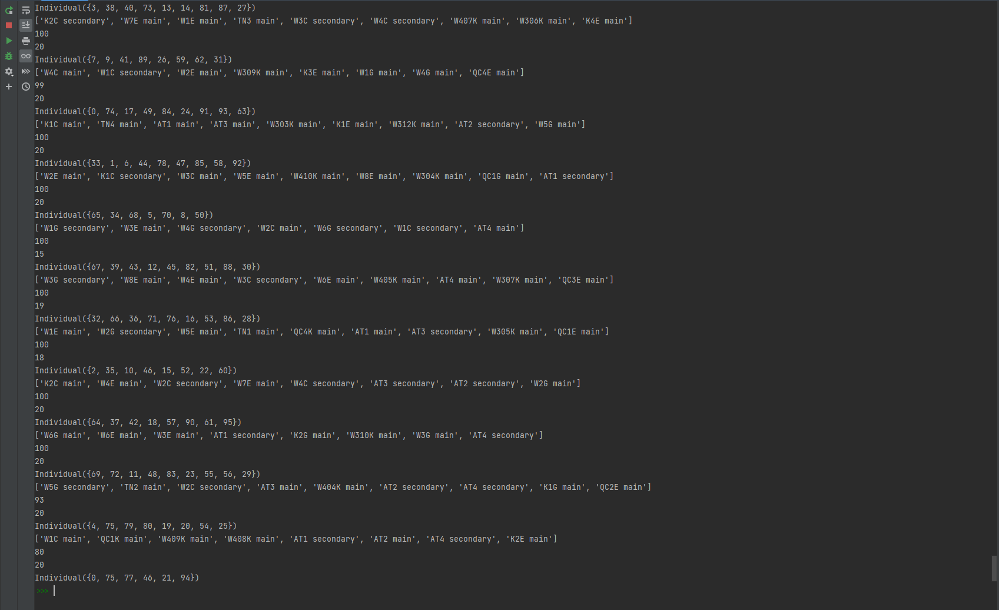 Individual({3, 38, 40, 73, 13, 14, 81, 87, 27})
['K2C secondary', 'W7E main', 'W1E main', 'TN3 main', 'W3C secondary', 'W4C secondary', 'W407K main', 'W306K main', 'K4E main']
100
20
Individual({7, 9, 41, 89, 26, 59, 62, 31})
['W4C main', 'W1C secondary', 'W2E main', 'W309K main', 'K3E main', 'W1G main', 'W4G main', 'QC4E main']
99
20
Individual({0, 74, 17, 49, 84, 24, 91, 93, 63})
['K1C main', 'TN4 main', 'AT1 main', 'AT3 main', 'W303K main', 'K1E main', 'W312K main', 'AT2 secondary', 'W5G main']
100
20
Individual({33, 1, 6, 44, 78, 47, 85, 58, 92})
['W2E main', 'K1C secondary', 'W3C main', 'W5E main', 'W410K main', 'W8E main', 'W304K main', 'QC1G main', 'AT1 secondary']
100
20
Individual({65, 34, 68, 5, 70, 8, 50})
['W1G secondary', 'W3E main', 'W4G secondary', 'W2C main', 'W6G secondary', 'W1C secondary', 'AT4 main']
100
15
Individual({67, 39, 43, 12, 45, 82, 51, 88, 30})
['W3G secondary', 'W8E main', 'W4E main', 'W3C secondary', 'W6E main', 'W405K main', 'AT4 main', 'W307K main', 'QC3E main']
100
19
Individual({32, 66, 36, 71, 76, 16, 53, 86, 28})
['W1E main', 'W2G secondary', 'W5E main', 'TN1 main', 'QC4K main', 'AT1 main', 'AT3 secondary', 'W305K main', 'QC1E main']
100
18
Individual({2, 35, 10, 46, 15, 52, 22, 60})
['K2C main', 'W4E main', 'W2C secondary', 'W7E main', 'W4C secondary', 'AT3 secondary', 'AT2 secondary', 'W2G main']
100
20
Individual({64, 37, 42, 18, 57, 90, 61, 95})
['W6G main', 'W6E main', 'W3E main', 'AT1 secondary', 'K2G main', 'W310K main', 'W3G main', 'AT4 secondary']
100
20
Individual({69, 72, 11, 48, 83, 23, 55, 56, 29})
['W5G secondary', 'TN2 main', 'W2C secondary', 'AT3 main', 'W404K main', 'AT2 secondary', 'AT4 secondary', 'K1G main', 'QC2E main']
93
20
Individual({4, 75, 79, 80, 19, 20, 54, 25})
['W1C main', 'QC1K main', 'W409K main', 'W408K main', 'AT1 secondary', 'AT2 main', 'AT4 secondary', 'K2E main']
80
20
Individual({0, 75, 77, 46, 21, 94})
>>>